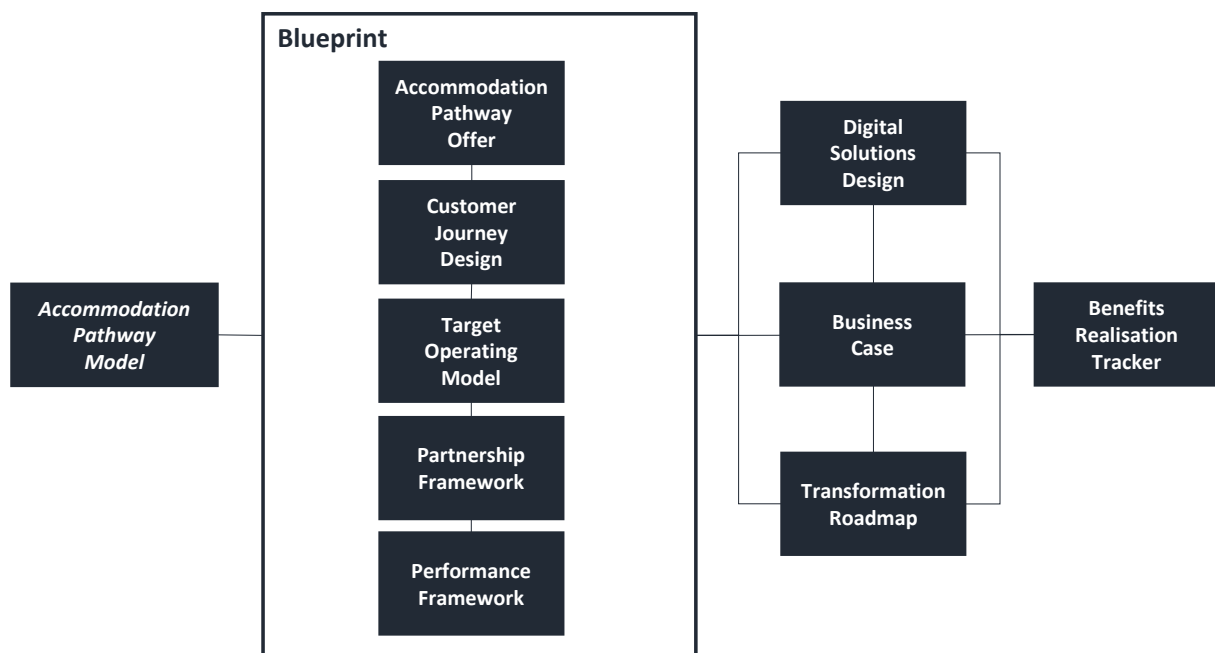 Blueprint
Accommodation
Pathway
Offer
Customer
Journey
Design
Target
Operating
Model
Partnership
Framework
Performance
Framework
Accommodation
Pathway
Model
Digital
Solutions
Design
Business
Case
Transformation
Roadmap
Benefits
Realisation
Tracker